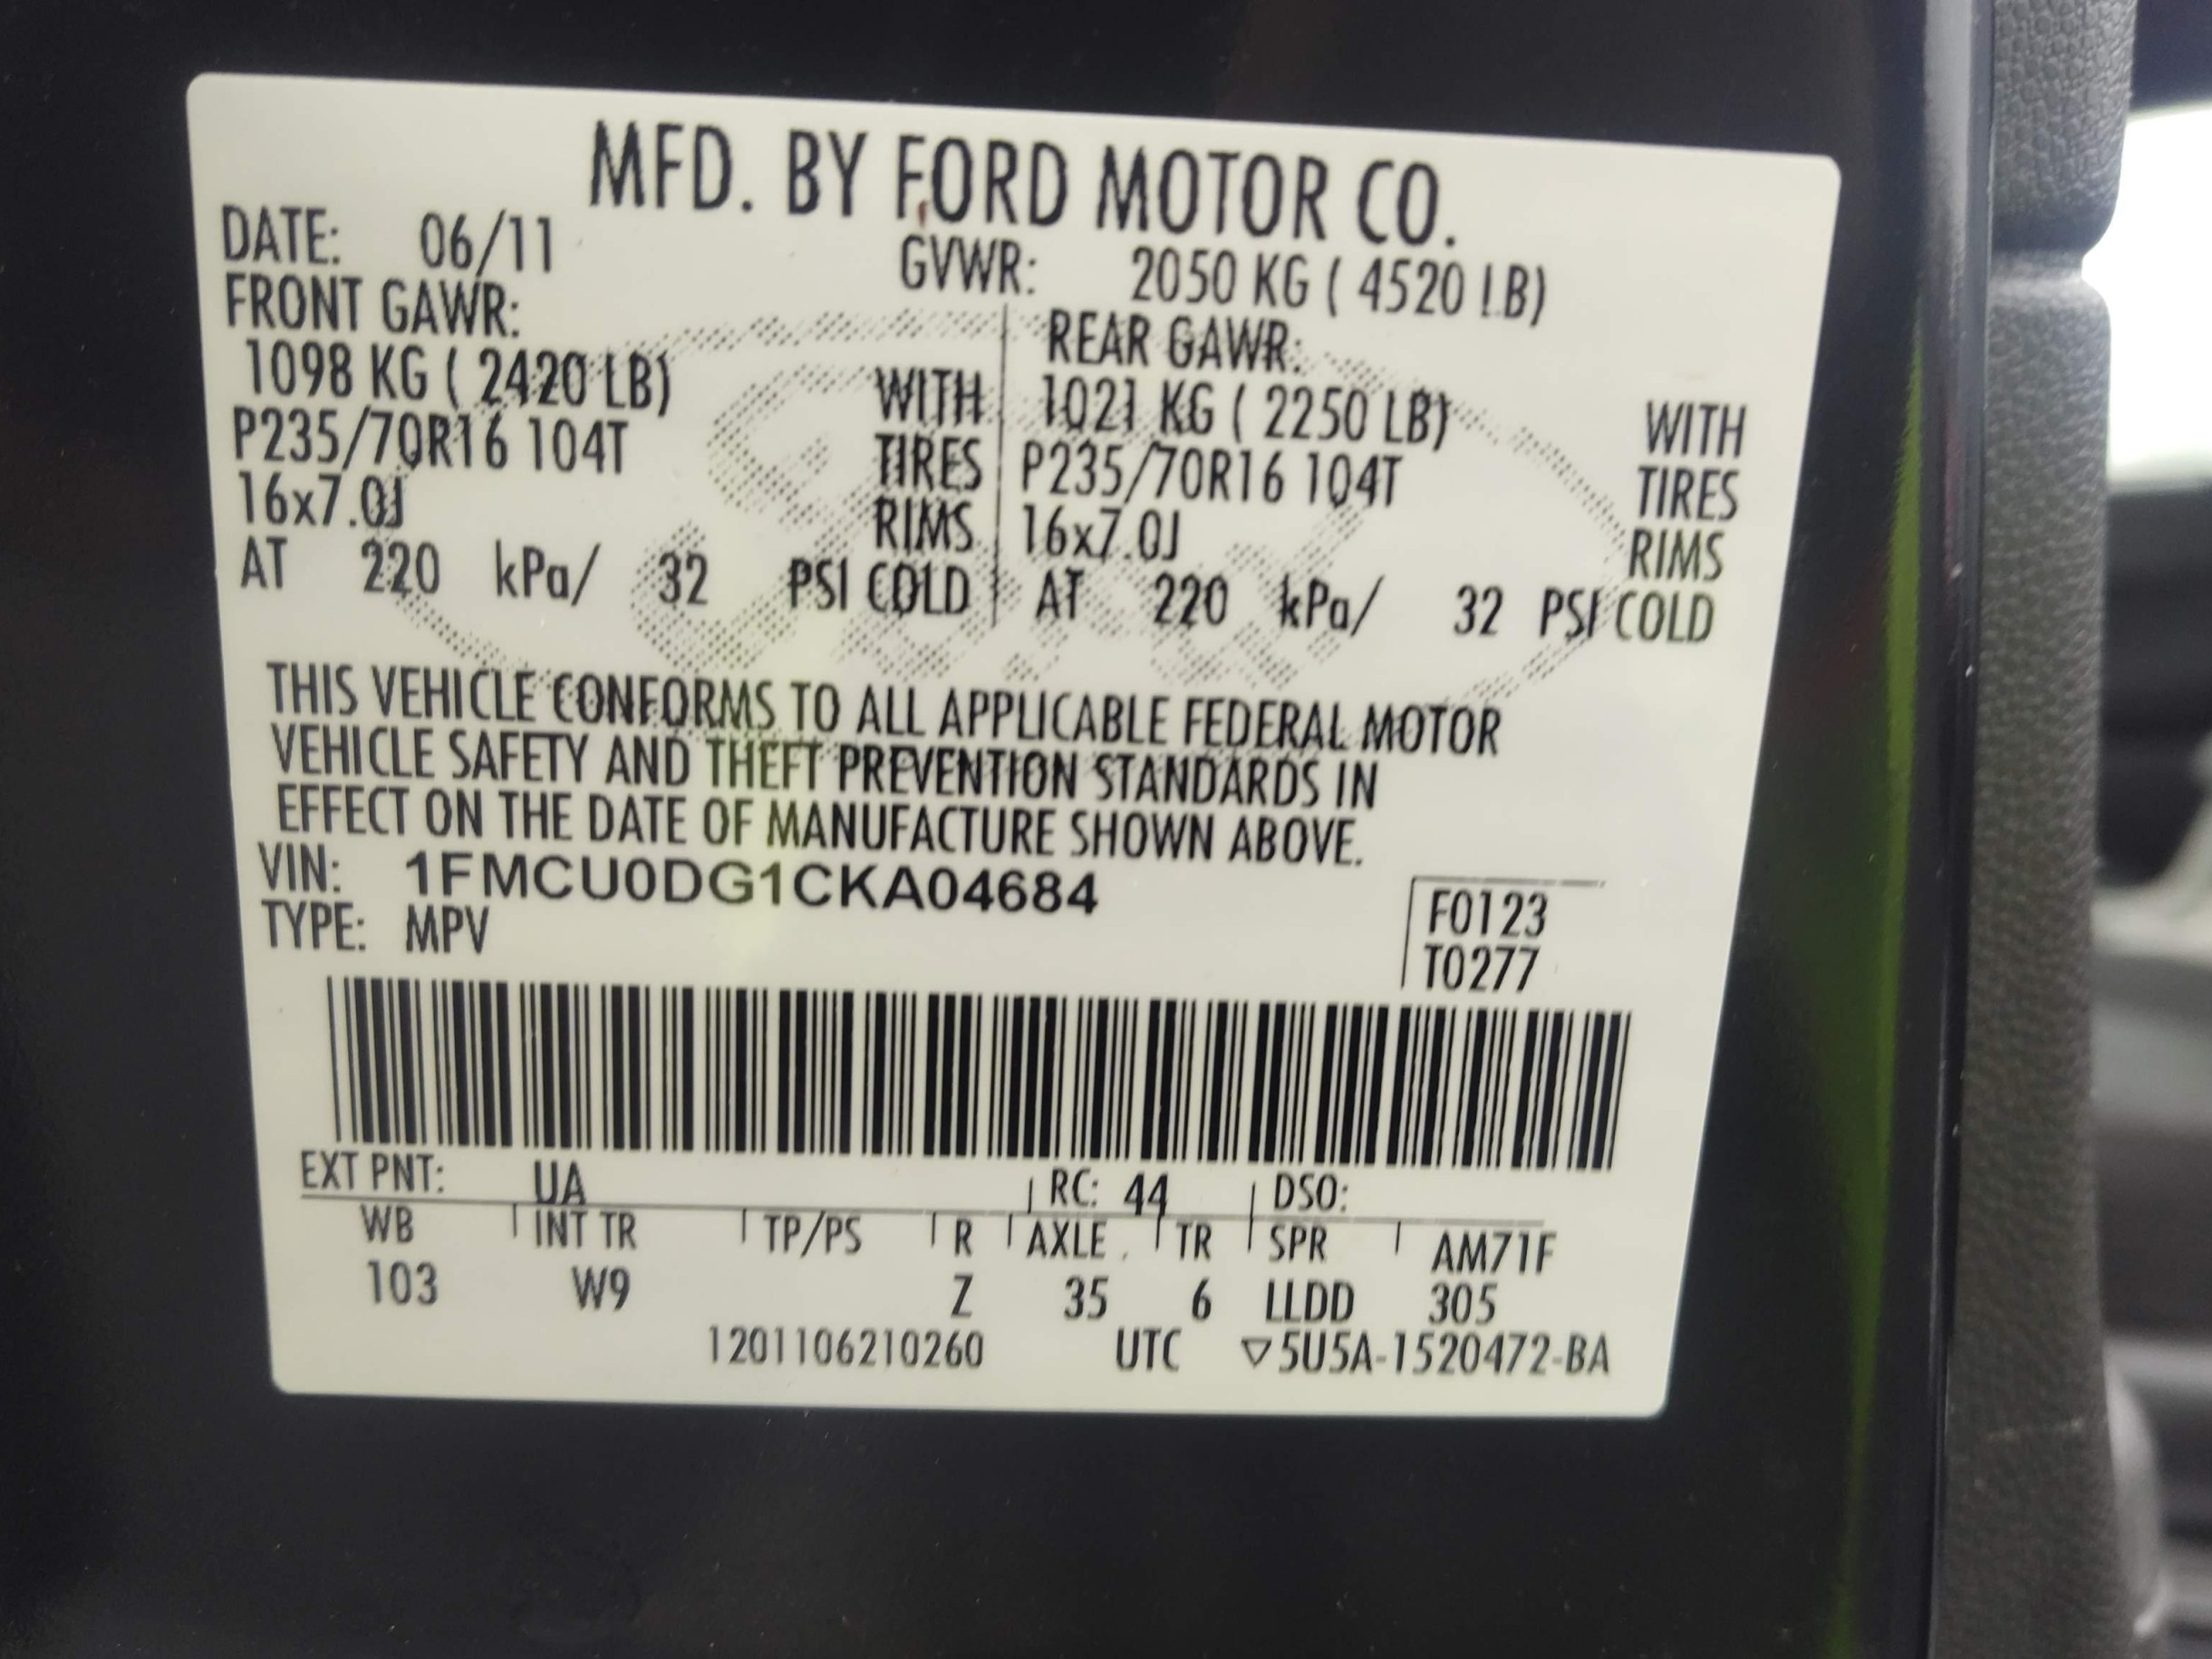 MFD. BY FORD MOTOR CO.
DATE: 06/11 GVWR: 2050 KG ( 4520 LB)
FRONT GAWR: REAR GAWR:
1098 KG ( 2420 LB) WITH 1021 KG ( 2250 LB) WITH
P235/70R16 104T TIRES P235/70R16 104T TIRES
16x7.0J RIMS 16x7.0J RIMS
AT 220 kPa/ 32 PSI COLD AT 220 kPa/ 32 PSI COLD
THIS VEHICLE CONFORMS TO ALL APPLICABLE FEDERAL MOTOR
VEHICLE SAFETY AND THEFT PREVENTION STANDARDS IN
EFFECT ON THE DATE OF MANUFACTURE SHOWN ABOVE.
VIN: 1FMCU0DG1CKA04684
TYPE: MPV
F0123
T0277
EXT PNT: UA RC: 44 DSO:
WB INT TR TP/PS R AXLE TR SPR AM71F
103 W9 Z 35 6 LLDD 305
1201106210260 UTC ▽5U5A-1520472-BA